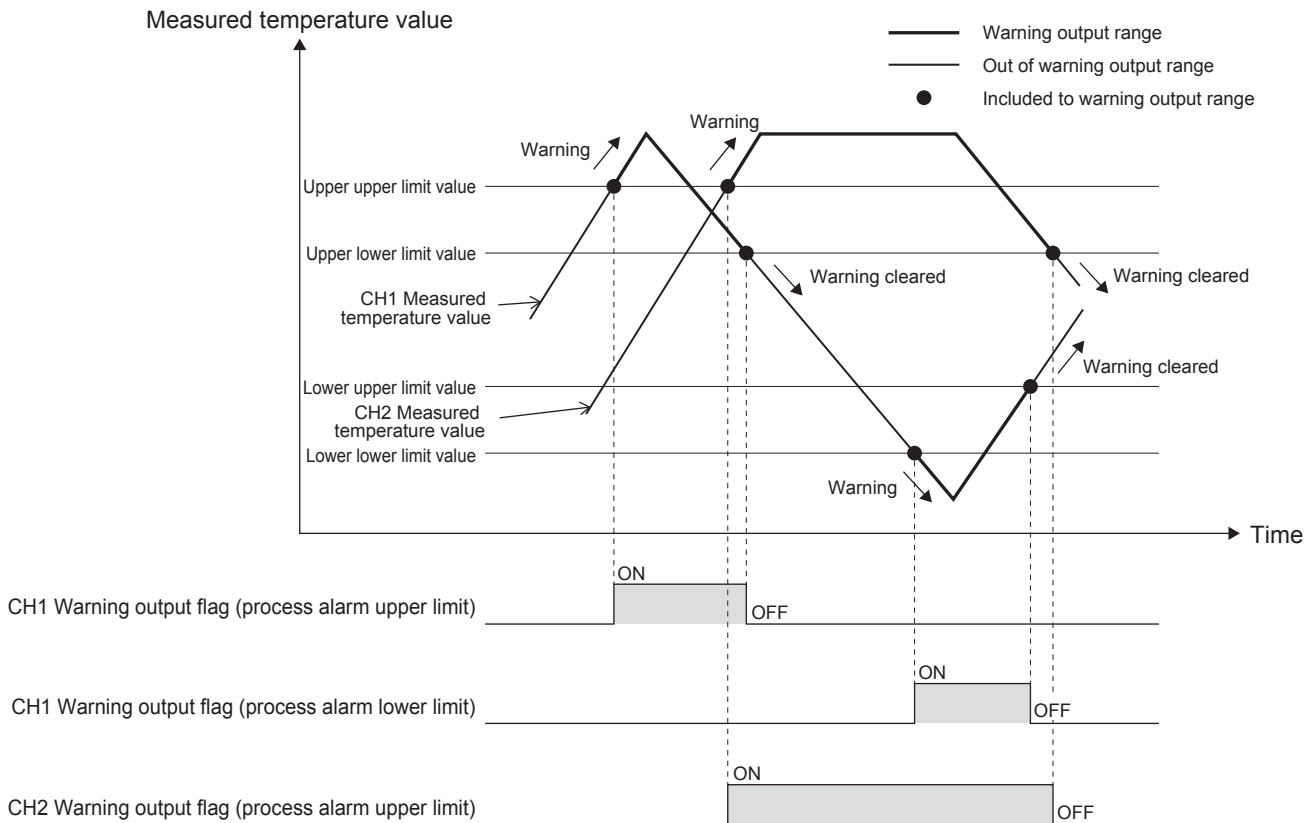 Measured temperature value
Warning output range
Out of warning output range
Included to warning output range
Warning
Warning
Upper upper limit value
Upper lower limit value
Warning cleared
Warning cleared
CH1 Measured
temperature value
Warning cleared
Lower upper limit value
CH2 Measured
temperature value
Lower lower limit value
Warning
Time
ON
CH1 Warning output flag (process alarm upper limit)
OFF
ON
CH1 Warning output flag (process alarm lower limit)
OFF
ON
CH2 Warning output flag (process alarm upper limit)
OFF